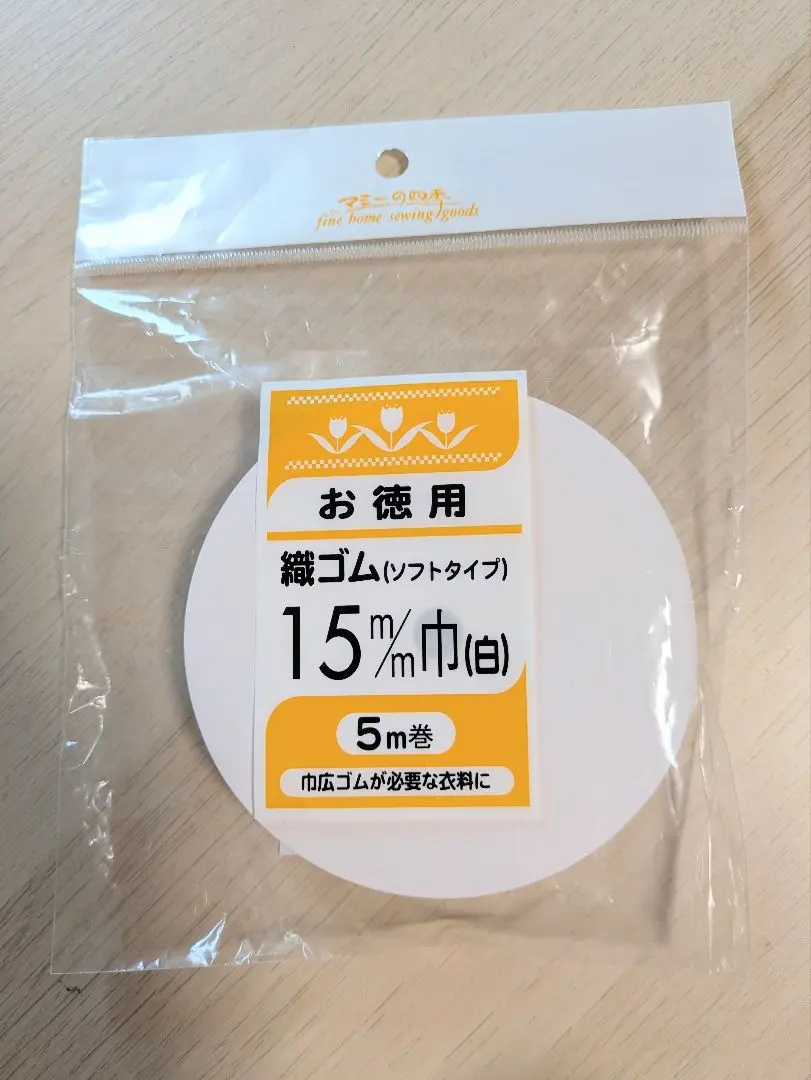 マミーの四季
fine home sewing goods
お徳用
織ゴム(ソフトタイプ)
15m/m巾(白)
5m巻
巾広ゴムが必要な衣料に